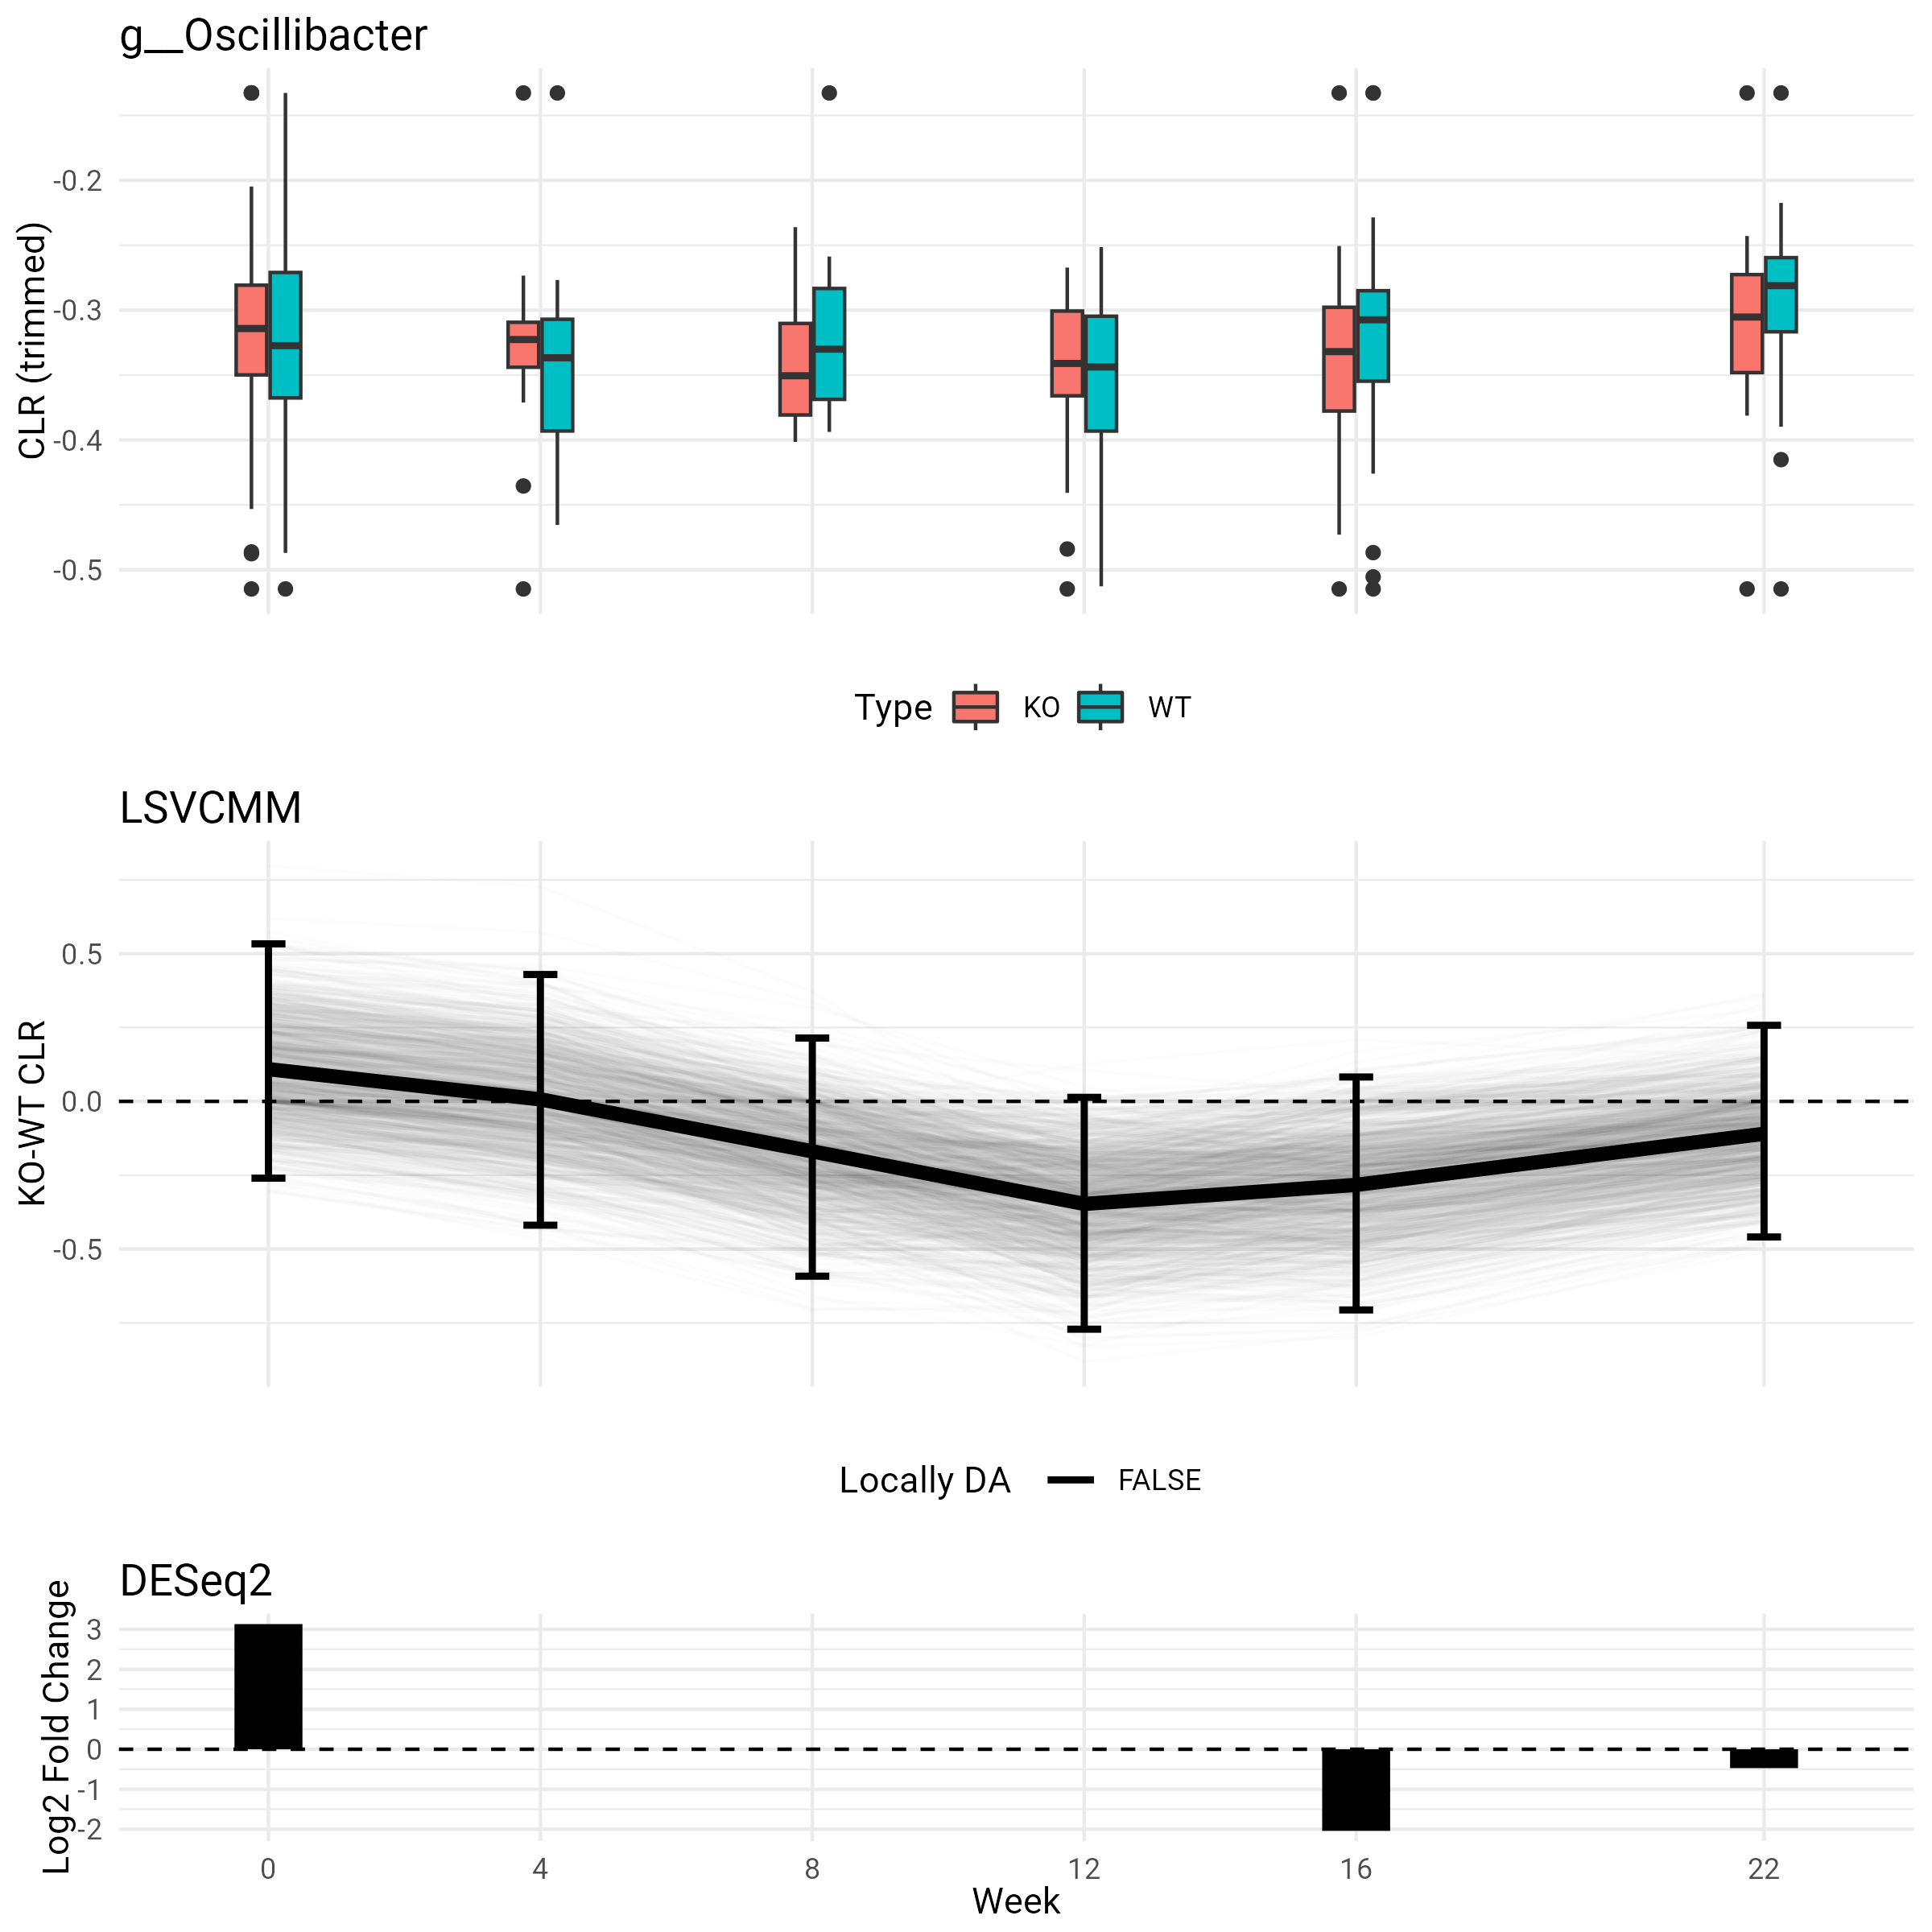 g__Oscillibacter
CLR (trimmed)
-0.2
-0.3
-0.4
-0.5
Type KO WT
LSVCMM
KO-WT CLR
0.5
0.0
-0.5
Locally DA FALSE
DESeq2
Log2 Fold Change
3
2
1
0
-1
-2
0 4 8 12 16 22
Week